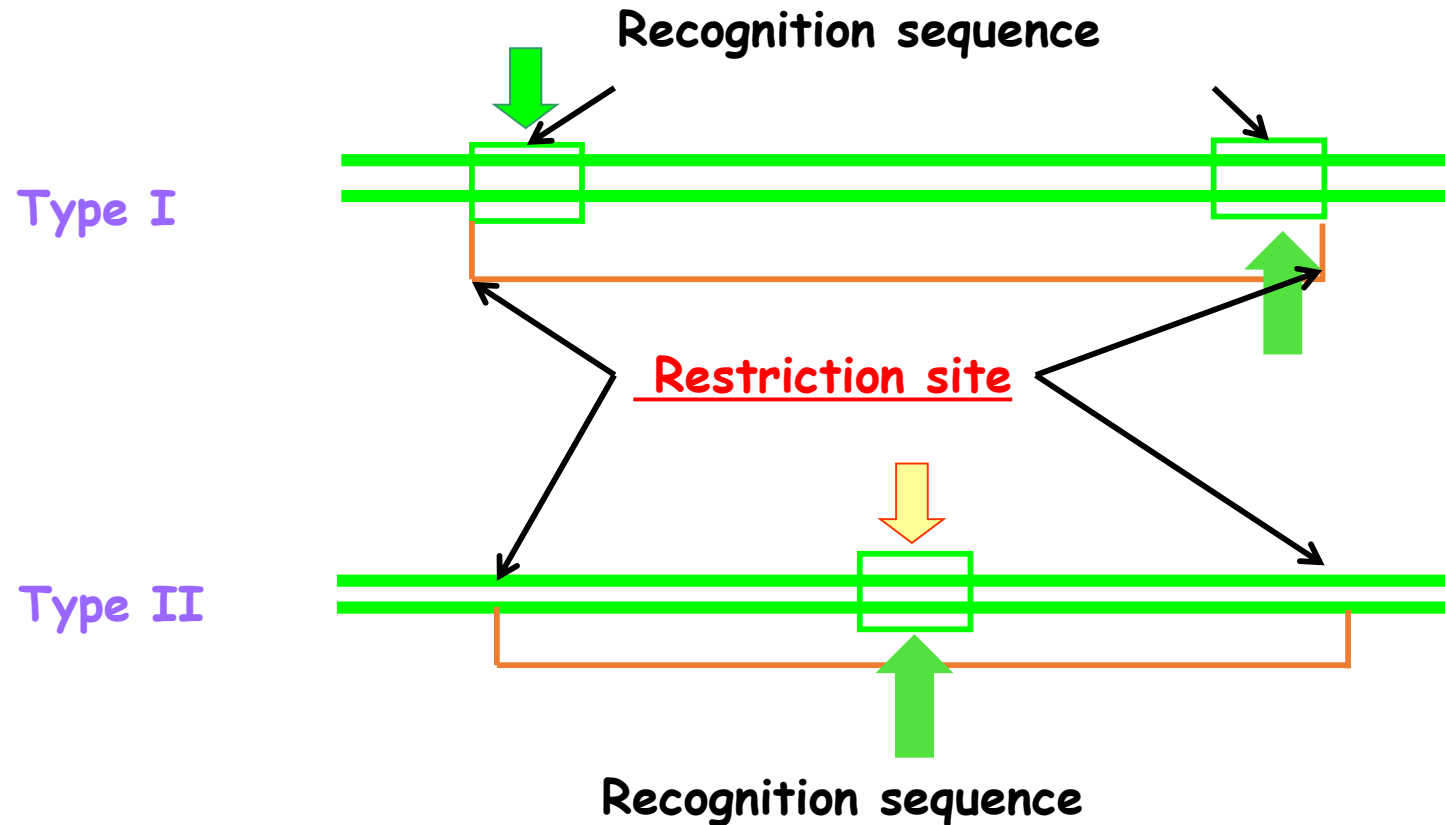 Recognition sequence
Type I
Restriction site
Type II
Recognition sequence